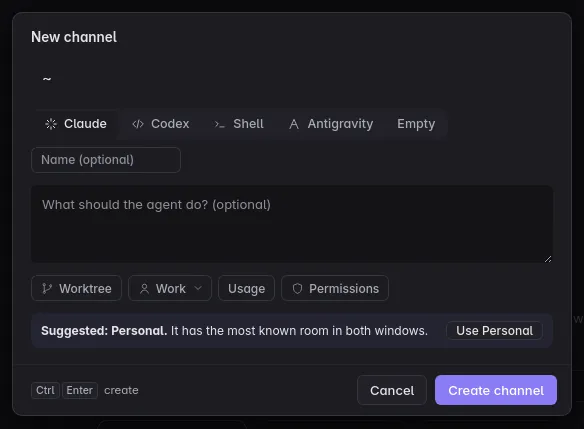 New channel
~
Claude Codex Shell Antigravity Empty
Name (optional)
What should the agent do? (optional)
Worktree Work Usage Permissions
Suggested: Personal. It has the most known room in both windows. Use Personal
Ctrl Enter create Cancel Create channel